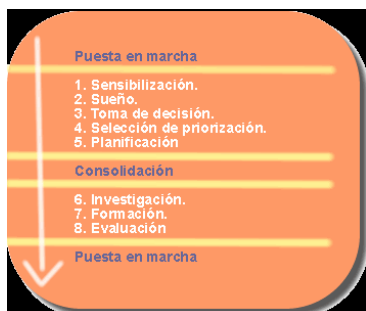 Puesta en marcha
1. Sensibilización.
2. Sueño.
3. Toma de decisión.
4. Selección de priorización.
5. Planificación
Consolidación
6. Investigación.
7. Formación.
8. Evaluación
Puesta en marcha